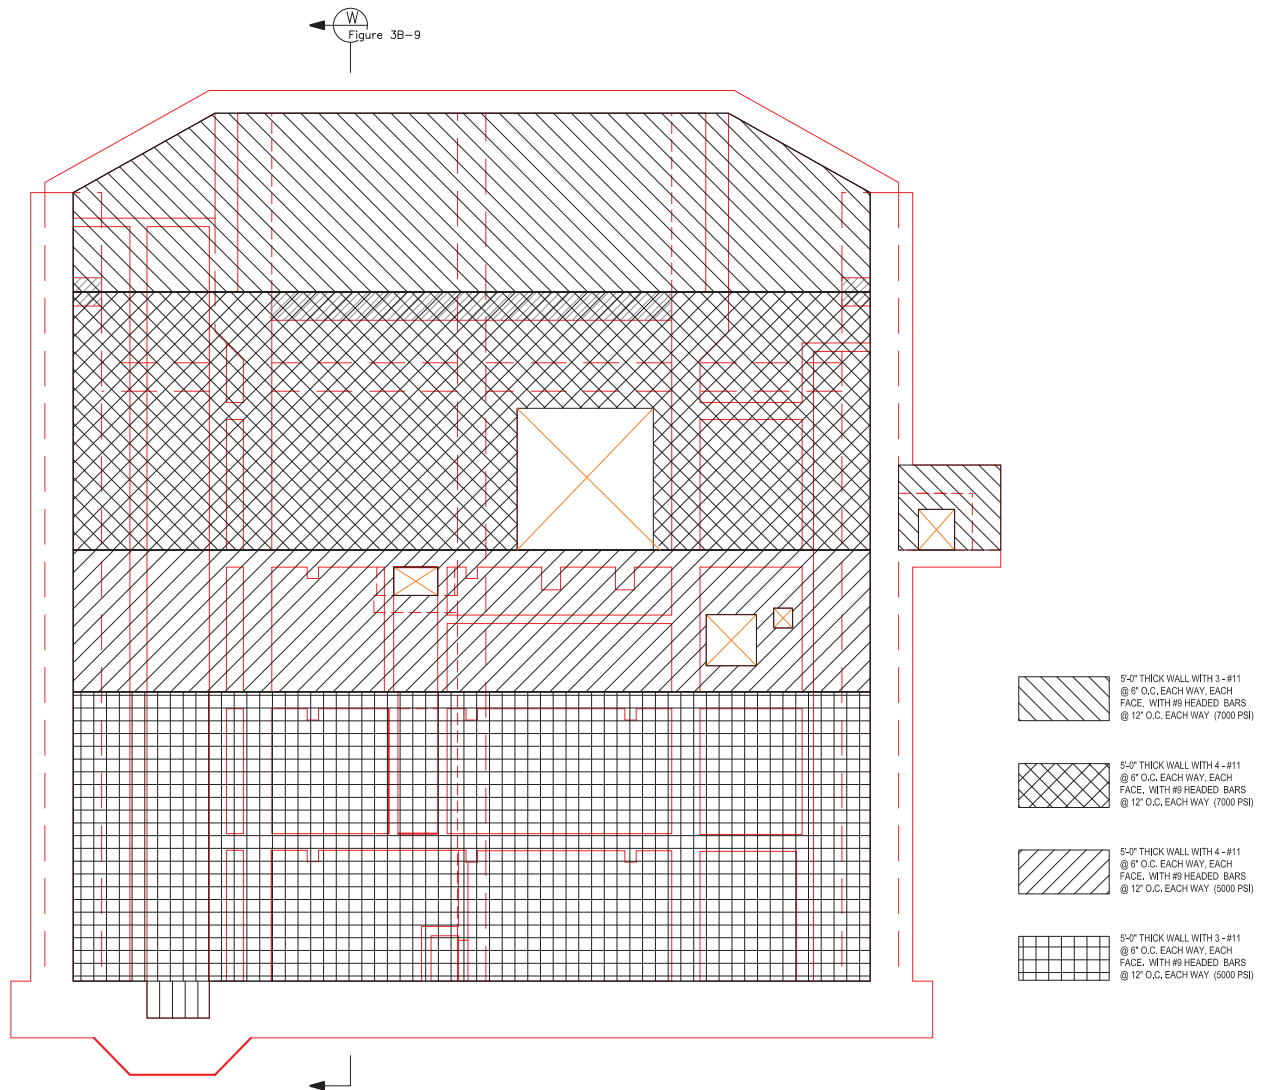 W
Figure 3B-9
5'-0" THICK WALL WITH 3 - #11
@ 6" O.C. EACH WAY, EACH
FACE. WITH #9 HEADED BARS
@ 12" O.C. EACH WAY (7000 PSI)
5'-0" THICK WALL WITH 4 - #11
@ 6" O.C. EACH WAY, EACH
FACE. WITH #9 HEADED BARS
@ 12" O.C. EACH WAY (7000 PSI)
5'-0" THICK WALL WITH 4 - #11
@ 6" O.C. EACH WAY, EACH
FACE. WITH #9 HEADED BARS
@ 12" O.C. EACH WAY (5000 PSI)
5'-0" THICK WALL WITH 3 - #11
@ 6" O.C. EACH WAY, EACH
FACE. WITH #9 HEADED BARS
@ 12" O.C. EACH WAY (5000 PSI)